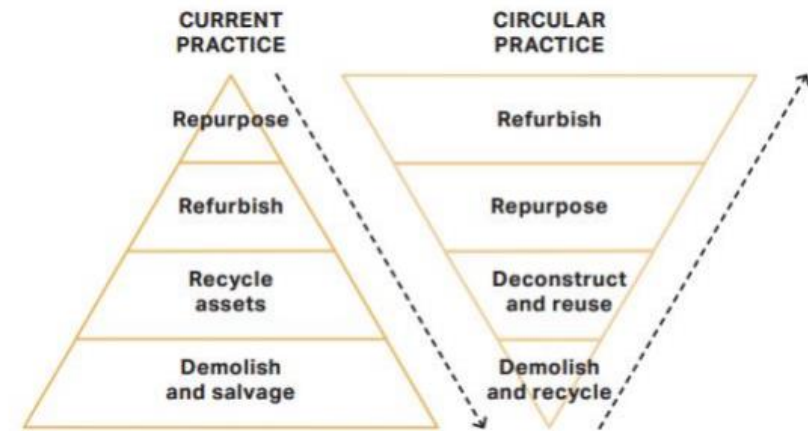 CURRENT
PRACTICE
Repurpose
Refurbish
Recycle
assets
Demolish
and salvage
CIRCULAR
PRACTICE
Refurbish
Repurpose
Deconstruct
and reuse
Demolish
and recycle